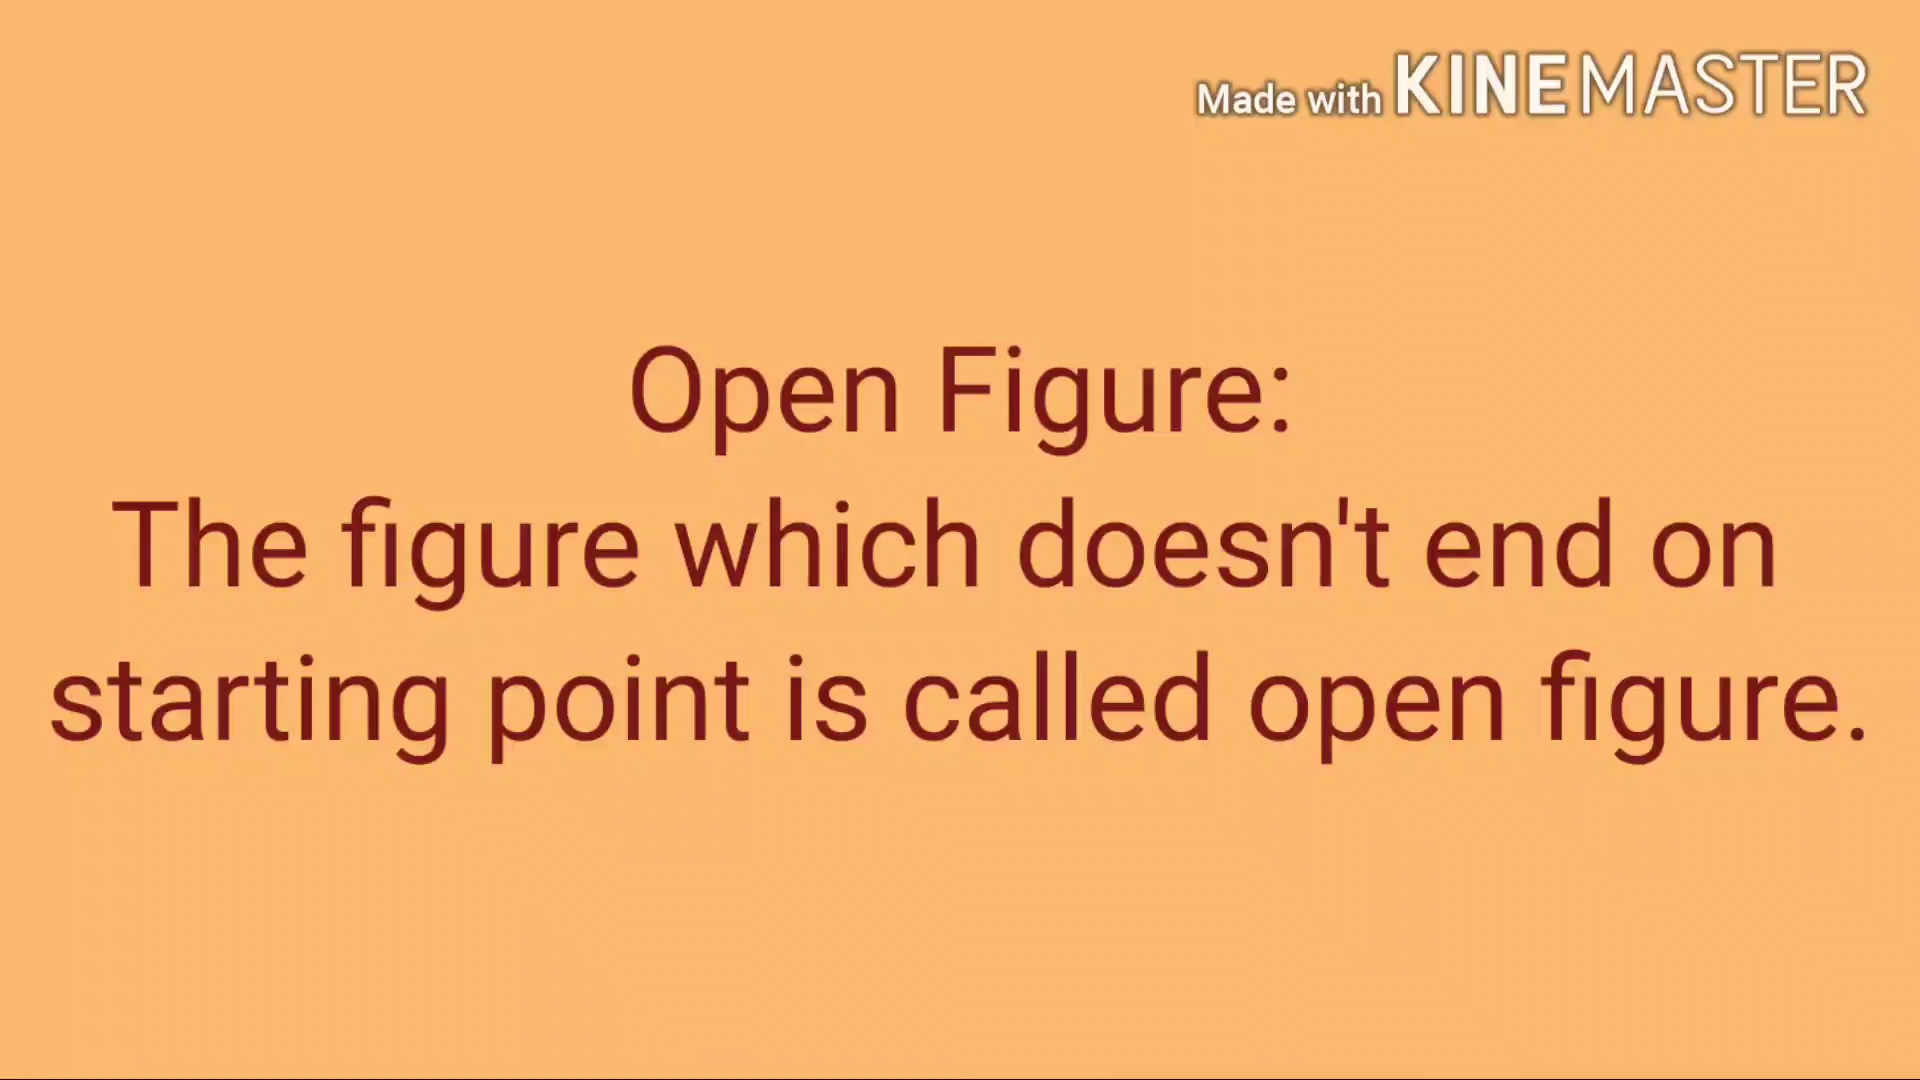 Made with KINEMASTER
Open Figure:
The figure which doesn't end on
starting point is called open figure.